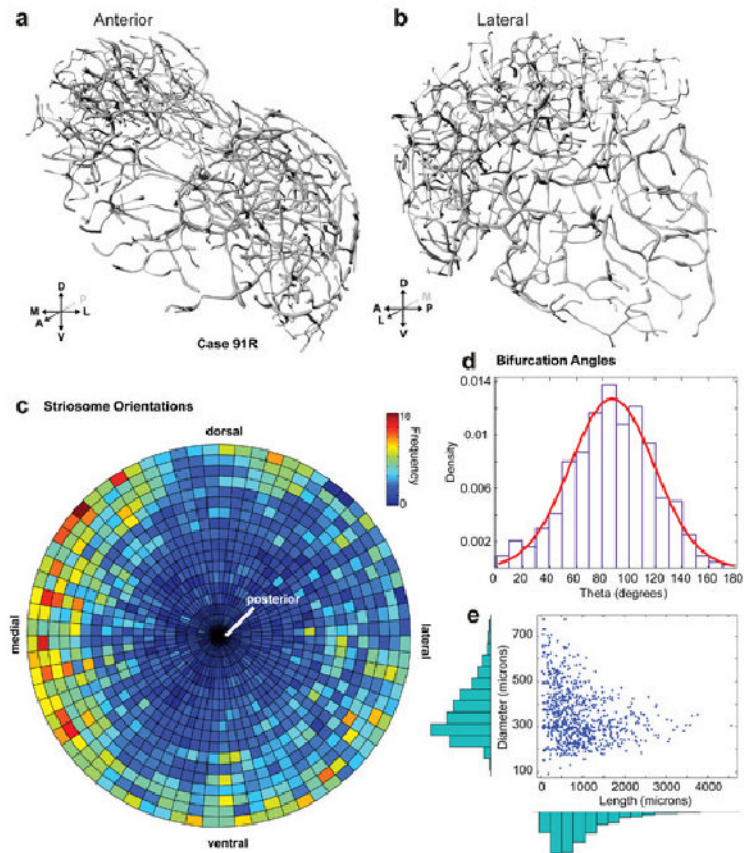 a Anterior
b Lateral
D
M P L
A
V
Case 91R
D
A M P
L
V
c Striosome Orientations
dorsal
medial
posterior
lateral
ventral
Frequency
0
d Bifurcation Angles
0.014
0.01
0.006
0.002
Density
0 20 40 60 80 100 120 140 160 180
Theta (degrees)
e
700
500
300
100
Diameter (microns)
0 1000 2000 3000 4000
Length (microns)